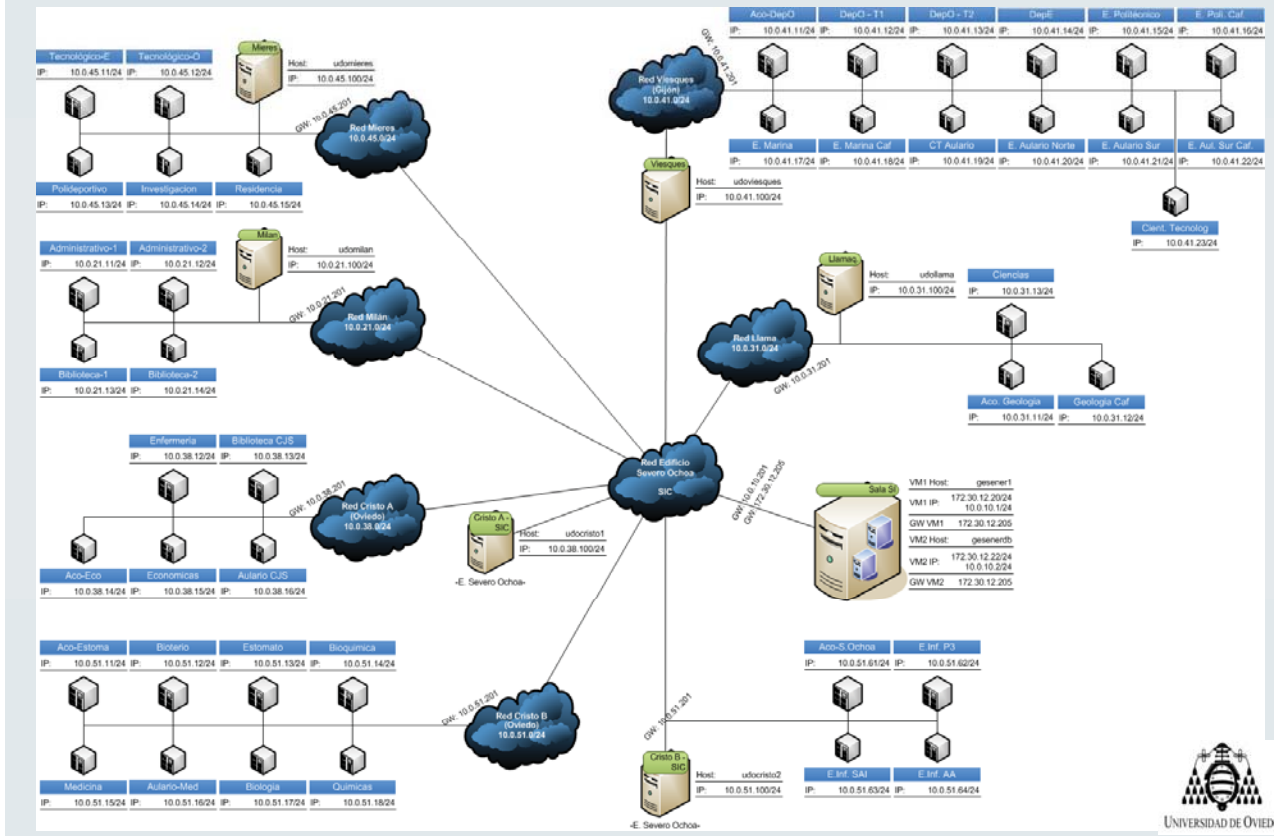 Tecnológico-E
IP: 10.0.45.11/24
Tecnológico-O
IP: 10.0.45.12/24
Mieres
Host: udomieres
IP: 10.0.45.100/24
GW: 10.0.45.201
Red Mieres
10.0.45.0/24
Polideportivo
IP: 10.0.45.13/24
Investigacion
IP: 10.0.45.14/24
Residencia
IP: 10.0.45.15/24
Administrativo-1
IP: 10.0.21.11/24
Administrativo-2
IP: 10.0.21.12/24
Milan
Host: udomilan
IP: 10.0.21.100/24
GW: 10.0.21.201
Red Milán
10.0.21.0/24
Biblioteca-1
IP: 10.0.21.13/24
Biblioteca-2
IP: 10.0.21.14/24
Enfermeria
IP: 10.0.38.12/24
Biblioteca CJS
IP: 10.0.38.13/24
GW: 10.0.38.201
Red Cristo A
(Oviedo)
10.0.38.0/24
Aco-Eco
IP: 10.0.38.14/24
Economicas
IP: 10.0.38.15/24
Aulario CJS
IP: 10.0.38.16/24
Cristo A -
SIC
Host: udocristo1
IP: 10.0.38.100/24
-E. Severo Ochoa-
Aco-Estoma
IP: 10.0.51.11/24
Bioterio
IP: 10.0.51.12/24
Estomato
IP: 10.0.51.13/24
Bioquimica
IP: 10.0.51.14/24
GW: 10.0.51.201
Red Cristo B
(Oviedo)
10.0.51.0/24
Medicina
IP: 10.0.51.15/24
Aulario-Med
IP: 10.0.51.16/24
Biologia
IP: 10.0.51.17/24
Quimicas
IP: 10.0.51.18/24
Aco-DepO
IP: 10.0.41.11/24
DepO - T1
IP: 10.0.41.12/24
DepO - T2
IP: 10.0.41.13/24
DepE
IP: 10.0.41.14/24
E. Politécnico
IP: 10.0.41.15/24
E. Poli. Caf.
IP: 10.0.41.16/24
GW: 10.0.41.201
Red Viesques
(Gijón)
10.0.41.0/24
E. Marina
IP: 10.0.41.17/24
E. Marina Caf
IP: 10.0.41.18/24
CT Aulario
IP: 10.0.41.19/24
E. Aulario Norte
IP: 10.0.41.20/24
E. Aulario Sur
IP: 10.0.41.21/24
E. Aul. Sur Caf.
IP: 10.0.41.22/24
Viesques
Host: udoviesques
IP: 10.0.41.100/24
Cient. Tecnolog
IP: 10.0.41.23/24
Llamaq
Host: udollama
IP: 10.0.31.100/24
Ciencias
IP: 10.0.31.13/24
Red Llama
10.0.31.0/24
GW: 10.0.31.201
Aco. Geologia
IP: 10.0.31.11/24
Geologia Caf
IP: 10.0.31.12/24
Red Edificio
Severo Ochoa
SIC
GW: 10.0.10.201
GW: 172.30.12.205
Sala SI
VM1 Host: gesener1
VM1 IP: 172.30.12.20/24
10.0.10.1/24
GW VM1 172.30.12.205
VM2 Host: gesenerdb
VM2 IP: 172.30.12.22/24
10.0.10.2/24
GW VM2 172.30.12.205
GW: 10.0.51.201
Aco-S.Ochoa
IP: 10.0.51.61/24
E.Inf. P3
IP: 10.0.51.62/24
E.Inf. SAI
IP: 10.0.51.63/24
E.Inf. AA
IP: 10.0.51.64/24
Cristo B -
SIC
Host: udocristo2
IP: 10.0.51.100/24
-E. Severo Ochoa-
UNIVERSIDAD DE OVIED